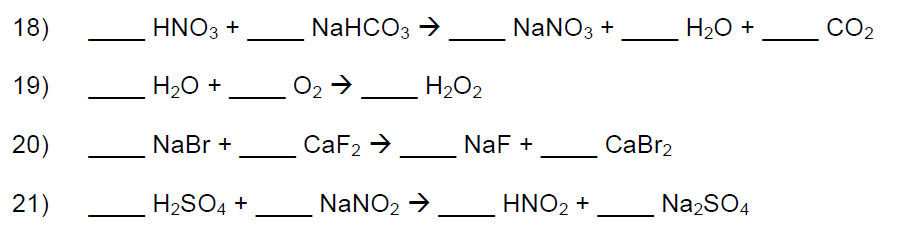 18) ____ HNO₃ + ____ NaHCO₃ → ____ NaNO₃ + ____ H₂O + ____ CO₂
19) ____ H₂O + ____ O₂ → ____ H₂O₂
20) ____ NaBr + ____ CaF₂ → ____ NaF + ____ CaBr₂
21) ____ H₂SO₄ + ____ NaNO₂ → ____ HNO₂ + ____ Na₂SO₄